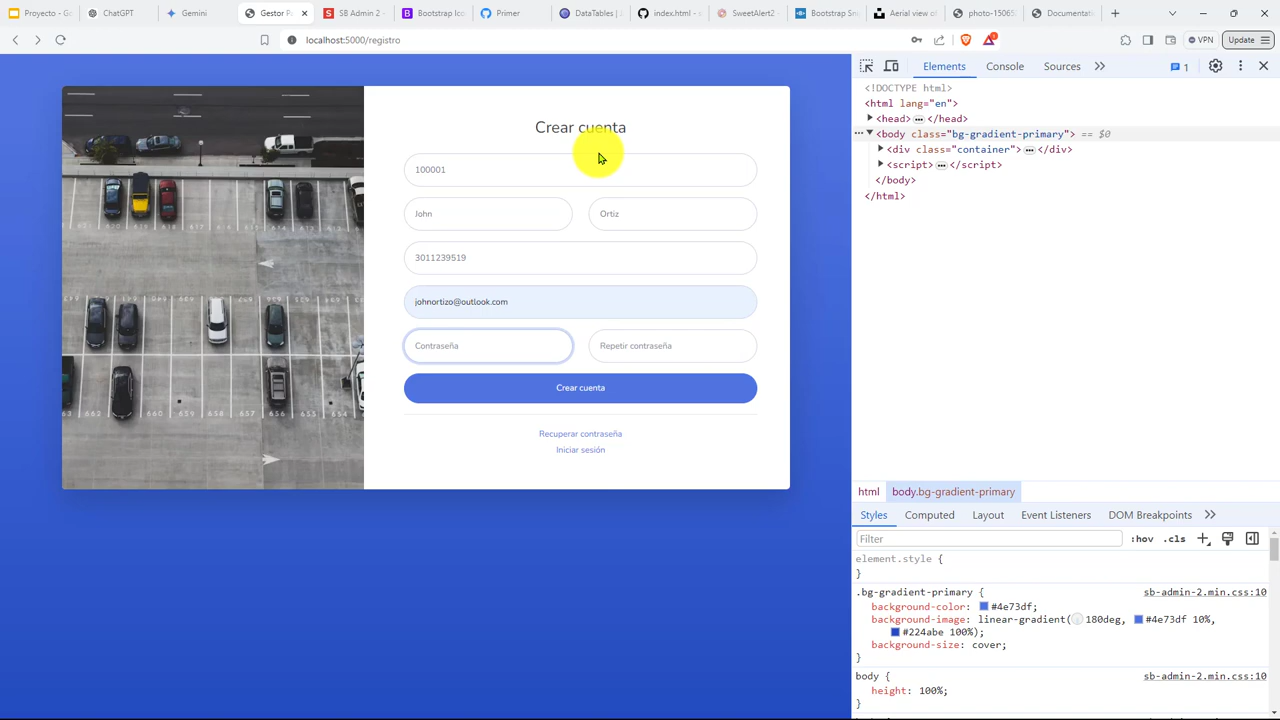 Proyecto - G
ChatGPT
Gemini
Gestor P
SB Admin 2
Bootstrap Ico
Primer
DataTables | J
index.html -
SweetAlert2
Bootstrap Sni
Aerial view o
photo-15065
Documentati
localhost:5000/registro
VPN
Update
Elements
Console
Sources
1
Crear cuenta
100001
John
Ortiz
3011239519
johnortizo@outlook.com
Contraseña
Repetir contraseña
Crear cuenta
Recuperar contraseña
Iniciar sesión
<!DOCTYPE html>
<html lang="en">
<head> … </head>
<body class="bg-gradient-primary"> == $0
<div class="container"> … </div>
<script> … </script>
</body>
</html>
html
body.bg-gradient-primary
Styles
Computed
Layout
Event Listeners
DOM Breakpoints
Filter
:hov
.cls
element.style {
}
.bg-gradient-primary {
sb-admin-2.min.css:10
background-color: #4e73df;
background-image: linear-gradient( 180deg, #4e73df 10%,
#224abe 100%);
background-size: cover;
}
body {
sb-admin-2.min.css:10
height: 100%;
}